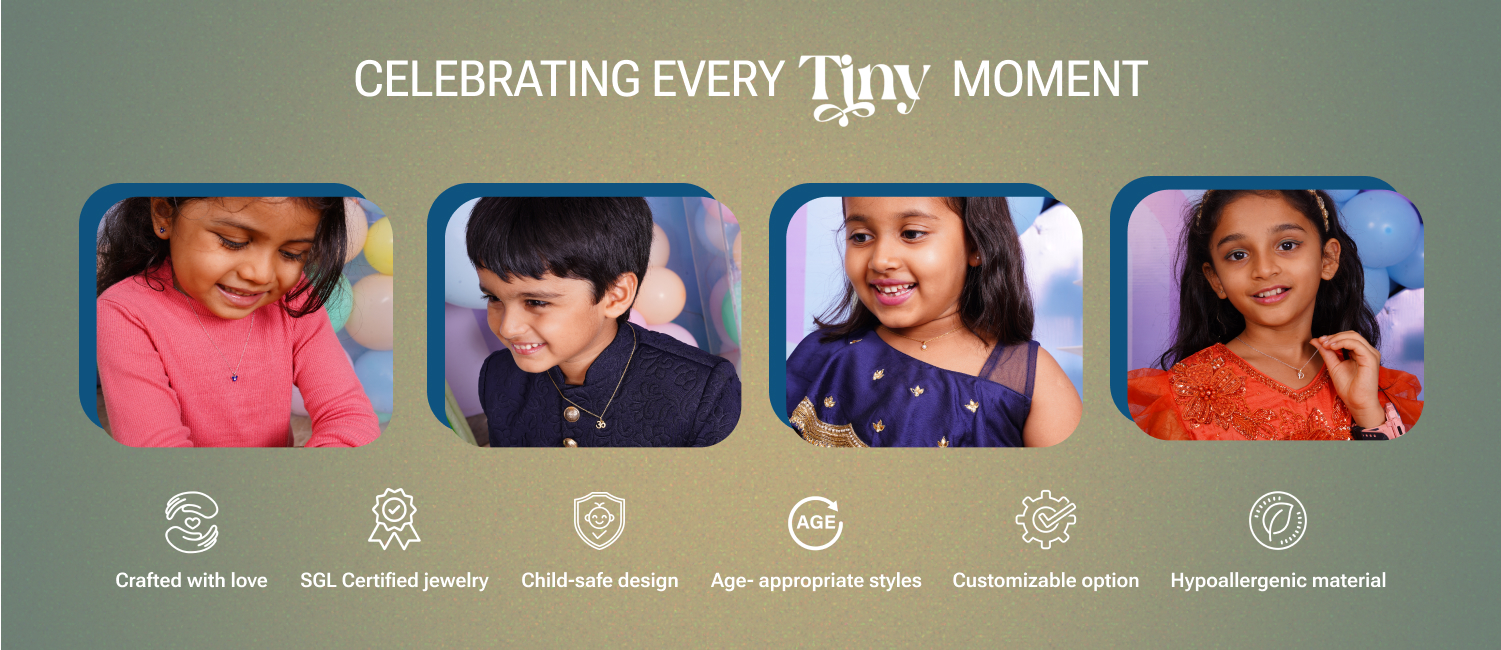 CELEBRATING EVERY Tiny MOMENT
ॐ
AGE
Crafted with love
SGL Certified jewelry
Child-safe design
Age- appropriate styles
Customizable option
Hypoallergenic material